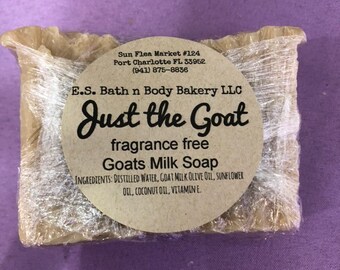 Sun Flea Market #124
Port Charlotte FL 33952
(941) 875-8836
E.S. Bath n Body Bakery LLC
Just the Goat
fragrance free
Goats Milk Soap
Ingredients: Distilled Water, Goat Milk Olive Oil, sunflower
oil, coconut oil, vitamin E.